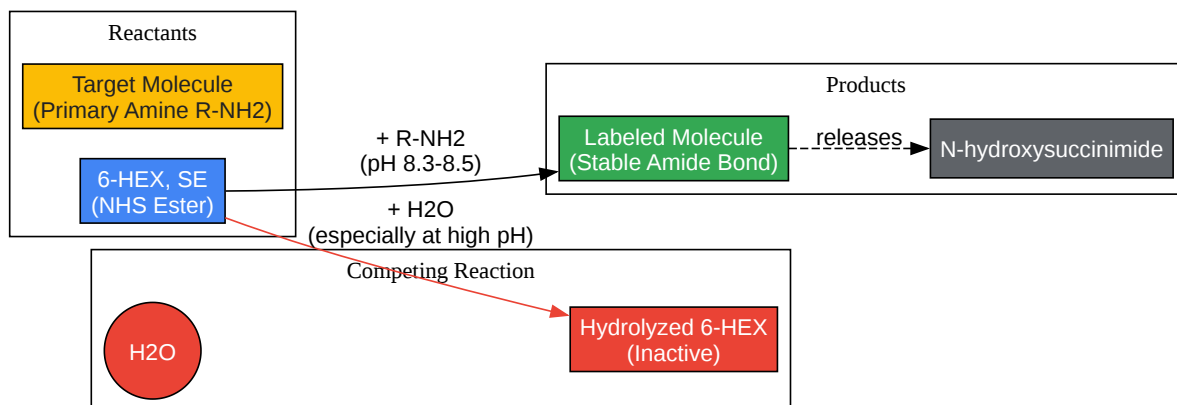 Reactants
Target Molecule
(Primary Amine R-NH2)
6-HEX, SE
(NHS Ester)
+ R-NH2
(pH 8.3-8.5)
+ H2O
(especially at high pH)
Products
Labeled Molecule
(Stable Amide Bond)
releases
N-hydroxysuccinimide
Competing Reaction
H2O
Hydrolyzed 6-HEX
(Inactive)